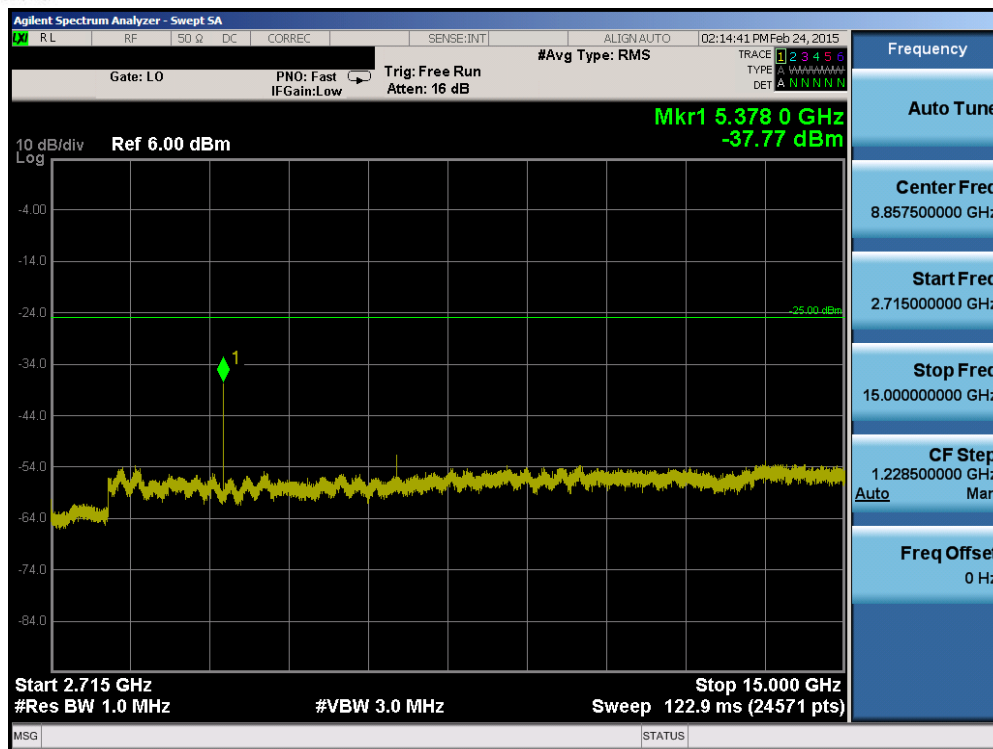 Agilent Spectrum Analyzer - Swept SA
LXI RL RF 50 Ω DC CORREC SENSE:INT ALIGN AUTO 02:14:41 PM Feb 24, 2015
#Avg Type: RMS TRACE 1 2 3 4 5 6
Gate: LO PNO: Fast Trig: Free Run TYPE A WWWWW
IFGain:Low Atten: 16 dB DET A N N N N N
Mkr1 5.378 0 GHz
10 dB/div Ref 6.00 dBm -37.77 dBm
Log
-4.00
-14.0
-24.0
-25.00 dBm
-34.0
1
-44.0
-54.0
-64.0
-74.0
-84.0
Start 2.715 GHz Stop 15.000 GHz
#Res BW 1.0 MHz #VBW 3.0 MHz Sweep 122.9 ms (24571 pts)
MSG STATUS
Frequency
Auto Tune
Center Freq
8.857500000 GHz
Start Freq
2.715000000 GHz
Stop Freq
15.000000000 GHz
CF Step
1.228500000 GHz
Auto Man
Freq Offset
0 Hz